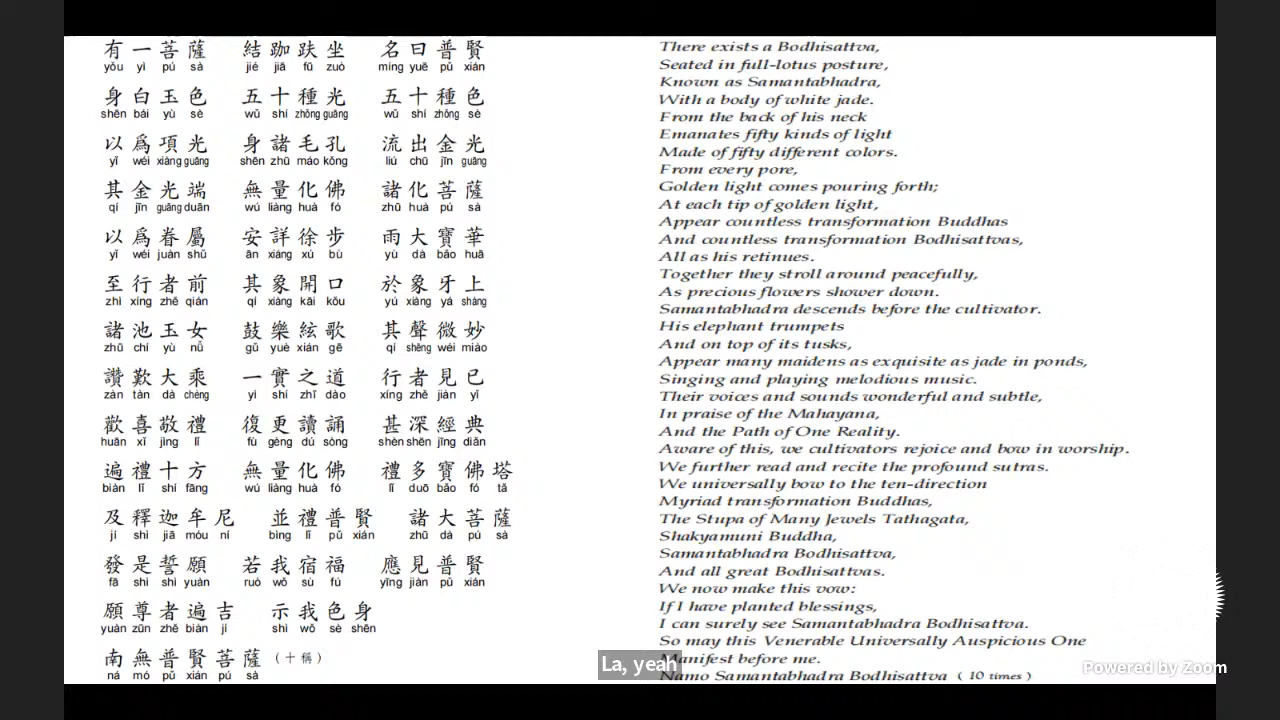 有一菩薩 結跏趺坐 名曰普賢
yǒu yì pú sà jié jiā fū zuó míng yuē pǔ xián
身白玉色 五十種光 五十種色
shēn bái yù sè wǔ shí zhǒng guāng wǔ shí zhǒng sè
以爲項光 身諸毛孔 流出金光
yǐ wéi xiàng guāng shēn zhū máo kǒng liú chū jīn guāng
其金光端 無量化佛 諸化菩薩
qí jīn guāng duān wú liàng huà fó zhū huà pú sà
以爲眷屬 安詳徐步 雨大寶華
yǐ wéi juàn shǔ ān xiáng xú bù yù dà bǎo huā
至行者前 其象開口 於象牙上
zhì xíng zhě qián qí xiàng kāi kǒu yú xiàng yá shàng
諸池玉女 鼓樂絃歌 其聲微妙
zhū chí yù nǚ gǔ yuè xián gē qí shēng wéi miào
讚歎大乘 一實之道 行者見已
zàn tàn dà chèng yì shí zhī dào xíng zhě jiàn yǐ
歡喜敬禮 復更讀誦 甚深經典
huān xǐ jìng lǐ fù gèng dú sòng shèn shēn jīng diǎn
遍禮十方 無量化佛 禮多寶佛塔
biàn lǐ shí fāng wú liàng huà fó lǐ duō bǎo fó tǎ
及釋迦牟尼 並禮普賢 諸大菩薩
jí shì jiā móu ní bìng lǐ pǔ xián zhū dà pú sà
發是誓願 若我宿福 應見普賢
fā shì shì yuàn ruò wǒ sù fú yīng jiàn pǔ xián
願尊者遍吉 示我色身
yuàn zūn zhě biàn jí shì wǒ sè shēn
南無普賢菩薩 (十稱)
ná mó pǔ xián pú sà
There exists a Bodhisattva,
Seated in full-lotus posture,
Known as Samantabhadra,
With a body of white jade.
From the back of his neck
Emanates fifty kinds of light
Made of fifty different colors.
From every pore,
Golden light comes pouring forth;
At each tip of golden light,
Appear countless transformation Buddhas
And countless transformation Bodhisattvas,
All as his retinues.
Together they stroll around peacefully,
As precious flowers shower down.
Samantabhadra descends before the cultivator.
His elephant trumpets
And on top of its tusks,
Appear many maidens as exquisite as jade in ponds,
Singing and playing melodious music.
Their voices and sounds wonderful and subtle,
In praise of the Mahayana,
And the Path of One Reality.
Aware of this, we cultivators rejoice and bow in worship.
We further read and recite the profound sutras.
We universally bow to the ten-direction
Myriad transformation Buddhas,
The Stupa of Many Jewels Tathagata,
Shakyamuni Buddha,
Samantabhadra Bodhisattva,
And all great Bodhisattvas.
We now make this vow:
If I have planted blessings,
I can surely see Samantabhadra Bodhisattva.
So may this Venerable Universally Auspicious One
Manifest before me.
Namo Samantabhadra Bodhisattva ( 10 times )
La, yeah
Powered by Zoom